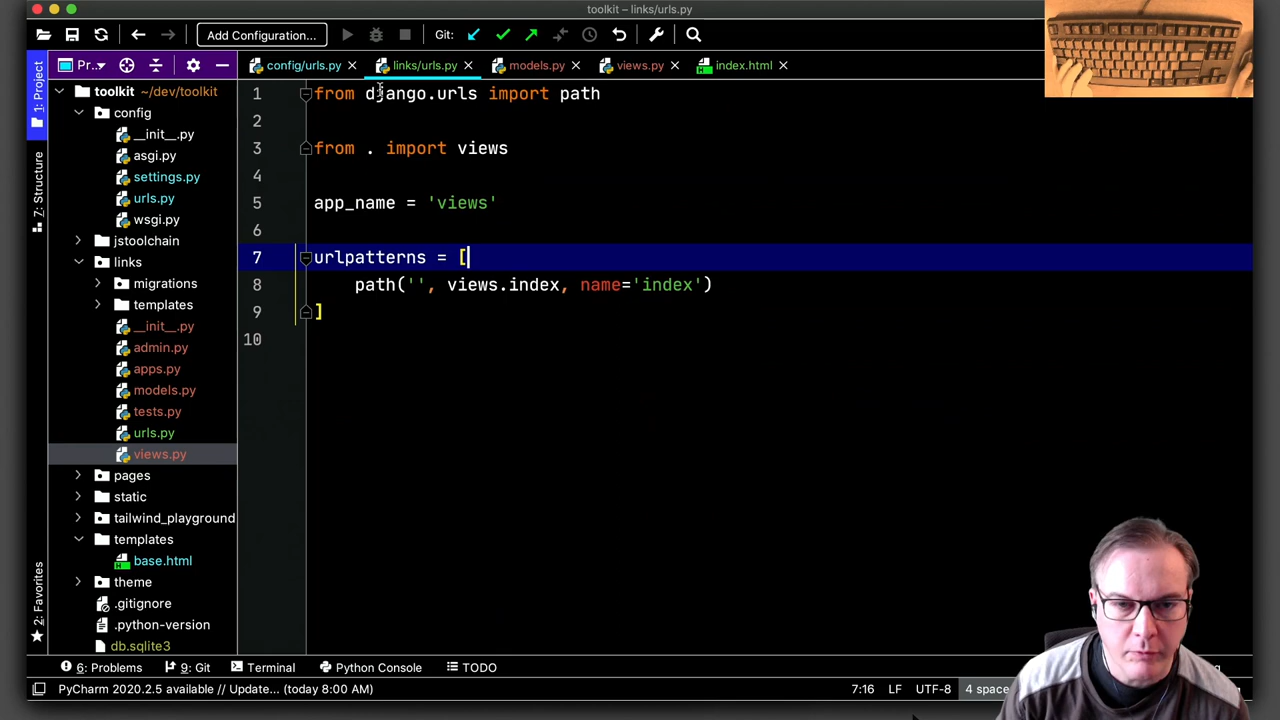 toolkit – links/urls.py
Add Configuration...
Git:
1: Project
Pr...
config/urls.py
links/urls.py
models.py
views.py
index.html
toolkit ~/dev/toolkit
config
__init__.py
asgi.py
settings.py
urls.py
wsgi.py
jstoolchain
links
migrations
templates
__init__.py
admin.py
apps.py
models.py
tests.py
urls.py
views.py
pages
static
tailwind_playground
templates
base.html
theme
.gitignore
.python-version
db.sqlite3
7: Structure
2: Favorites
1 from django.urls import path
2
3 from . import views
4
5 app_name = 'views'
6
7 urlpatterns = [
8 path('', views.index, name='index')
9 ]
10
6: Problems
9: Git
Terminal
Python Console
TODO
PyCharm 2020.2.5 available // Update... (today 8:00 AM)
7:16
LF
UTF-8
4 space